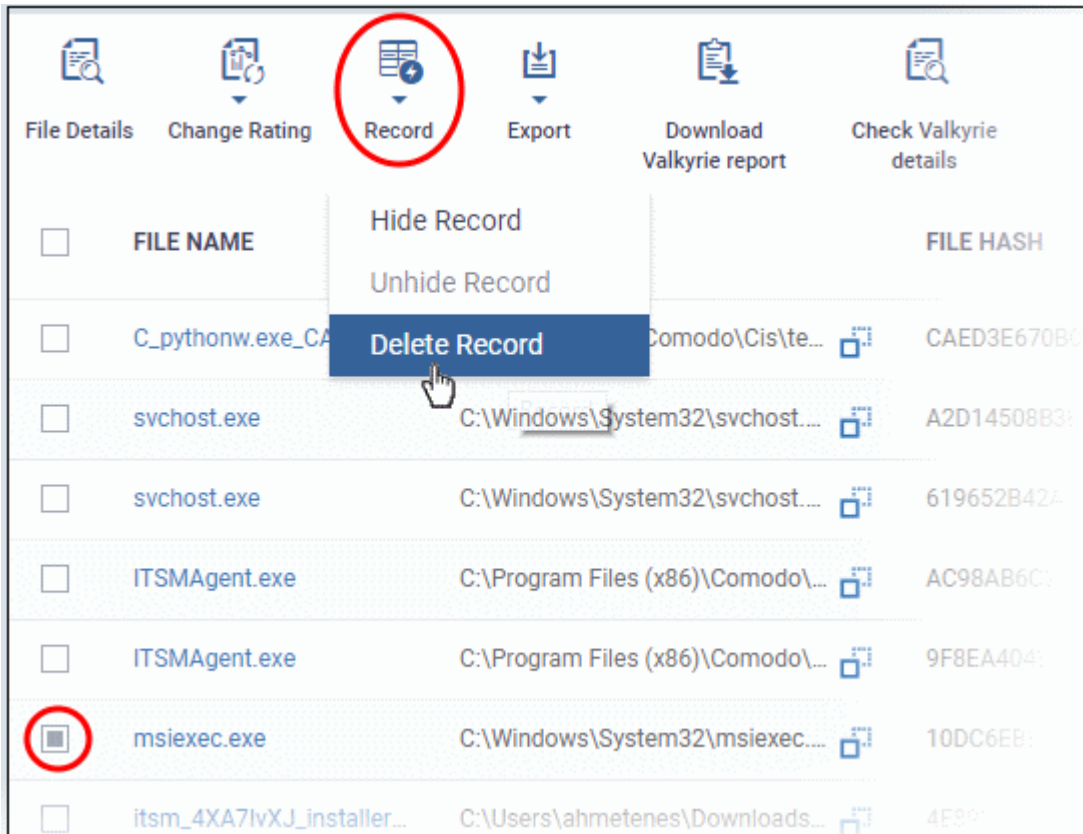 File Details
Change Rating
Record
Export
Download
Valkyrie report
Check Valkyrie
details
Hide Record
Unhide Record
Delete Record
FILE NAME
FILE HASH
C_pythonw.exe_CA
Comodo\Cis\te...
CAED3E670BC
svchost.exe
C:\Windows\System32\svchost....
A2D14508B3
svchost.exe
C:\Windows\System32\svchost....
619652B42A
ITSMAgent.exe
C:\Program Files (x86)\Comodo\...
AC98AB6C
ITSMAgent.exe
C:\Program Files (x86)\Comodo\...
9F8EA404
msiexec.exe
C:\Windows\System32\msiexec....
10DC6EB
itsm_4XA7IvXJ_installer...
C:\Users\ahmetenes\Downloads...